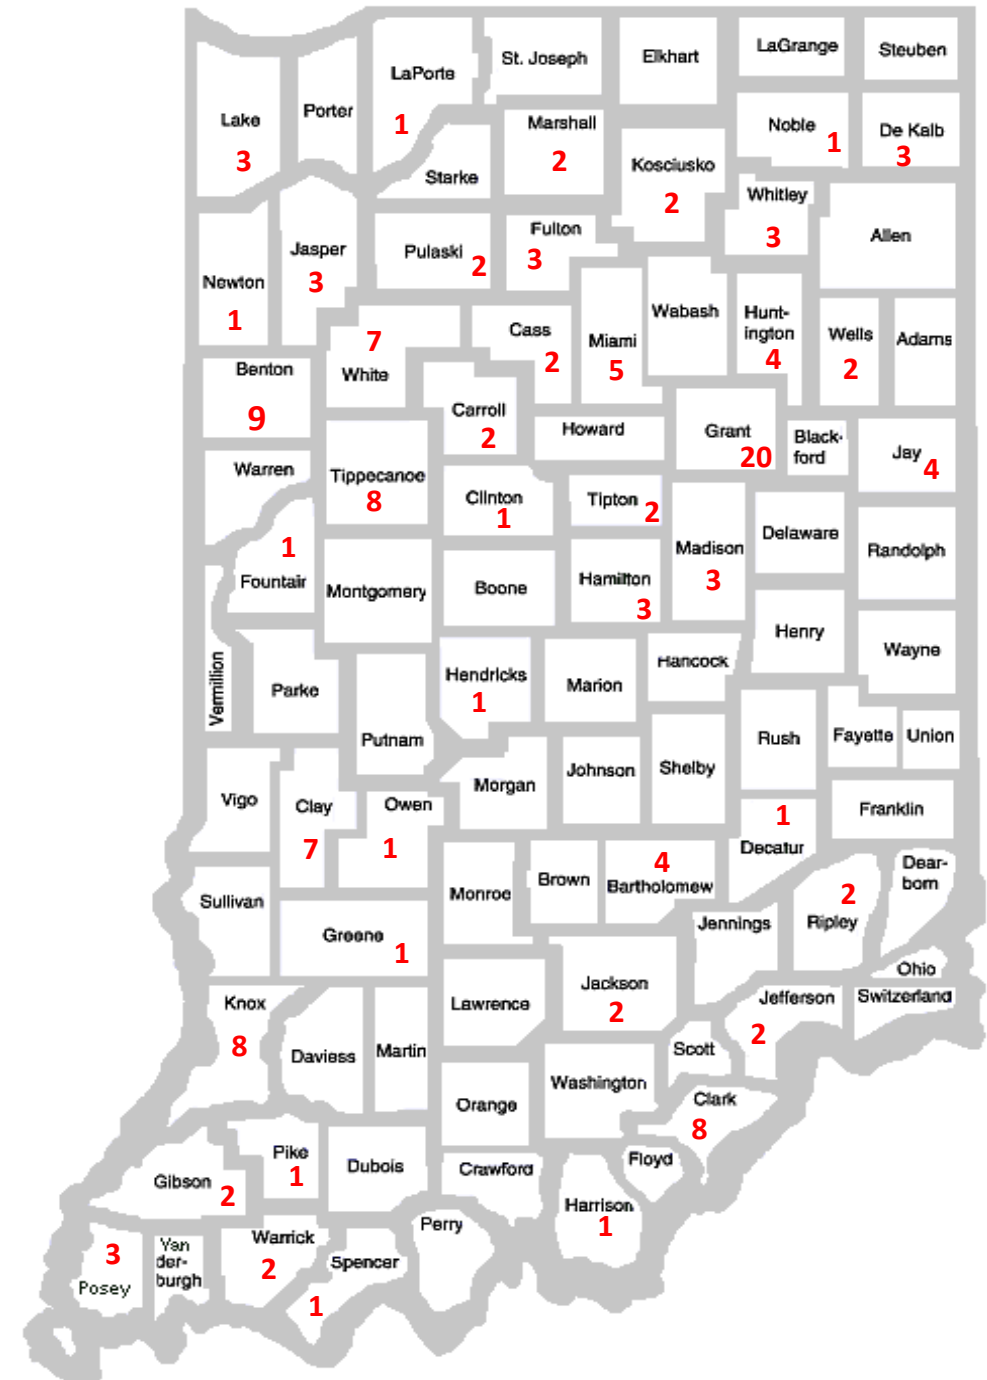 LaPorte
1
St. Joseph
Elkhart
LaGrange
Steuben
Lake
3
Porter
Marshall
2
Noble
1
De Kalb
3
Starke
Kosciusko
2
Whitley
3
Allen
Newton
1
Jasper
3
Pulaski
2
Fulton
3
Wabash
Hunt-
ington
4
Wells
2
Adams
7
White
Cass
2
Miami
5
Benton
9
Carroll
2
Howard
Grant
20
Black-
ford
Jay
4
Warren
Tippecanoe
8
Clinton
1
Tipton
2
Madison
3
Delaware
Randolph
1
Fountain
Montgomery
Boone
Hamilton
3
Henry
Wayne
Vermillion
Parke
Putnam
Hendricks
1
Marion
Hancock
Rush
Fayette
Union
Vigo
Clay
7
Owen
1
Morgan
Johnson
Shelby
1
Decatur
Franklin
Sullivan
Greene
1
Monroe
Brown
4
Bartholomew
Jennings
2
Ripley
Dear-
born
Ohio
Knox
8
Daviess
Martin
Lawrence
Jackson
2
Jefferson
2
Switzerland
Scott
Orange
Washington
Clark
8
Gibson
2
Pike
1
Dubois
Crawford
Floyd
Harrison
1
3
Posey
Van
der-
burgh
Warrick
2
Spencer
1
Perry